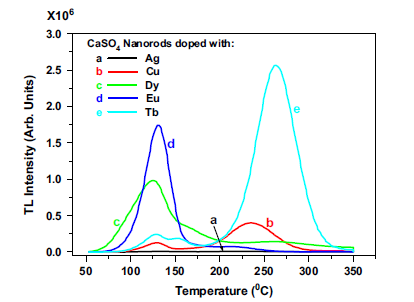 X10⁶
3.0
CaSO₄ Nanorods doped with:
a Ag
b Cu
c Dy
d Eu
e Tb
2.5
2.0
1.5
1.0
0.5
0.0
TL Intensity (Arb. Units)
d
e
c
a
b
50 100 150 200 250 300 350
Temperature (⁰C)